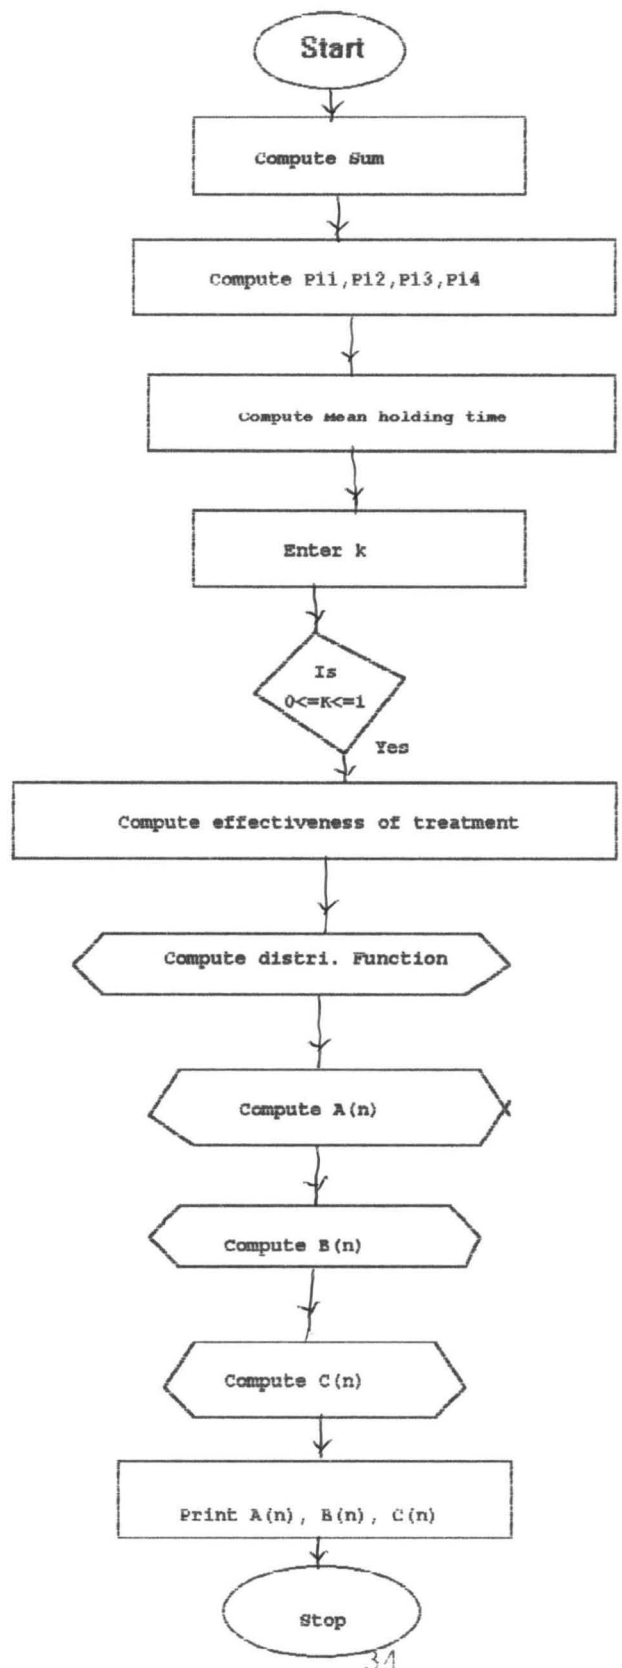 Start
Compute Sum
Compute P11,P12,P13,P14
Compute Mean holding time
Enter k
Is
0<=K<=1
Yes
Compute effectiveness of treatment
Compute distri. Function
Compute A(n)
Compute B(n)
Compute C(n)
Print A(n), B(n), C(n)
Stop
34